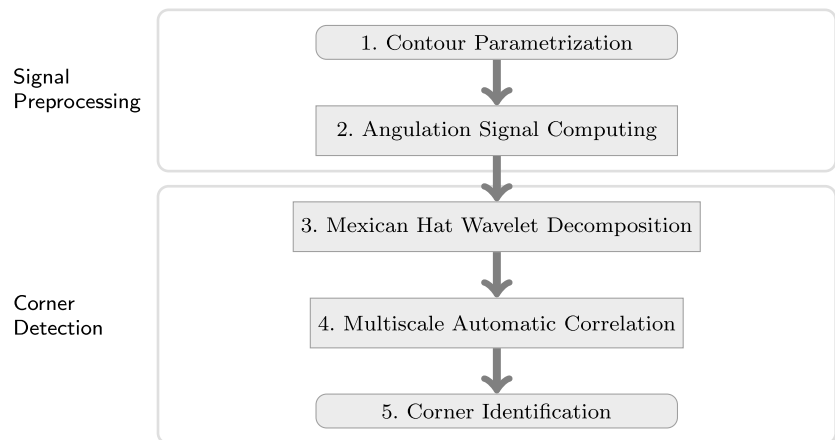 1. Contour Parametrization
Signal
Preprocessing
2. Angulation Signal Computing
3. Mexican Hat Wavelet Decomposition
Corner
Detection
4. Multiscale Automatic Correlation
5. Corner Identification